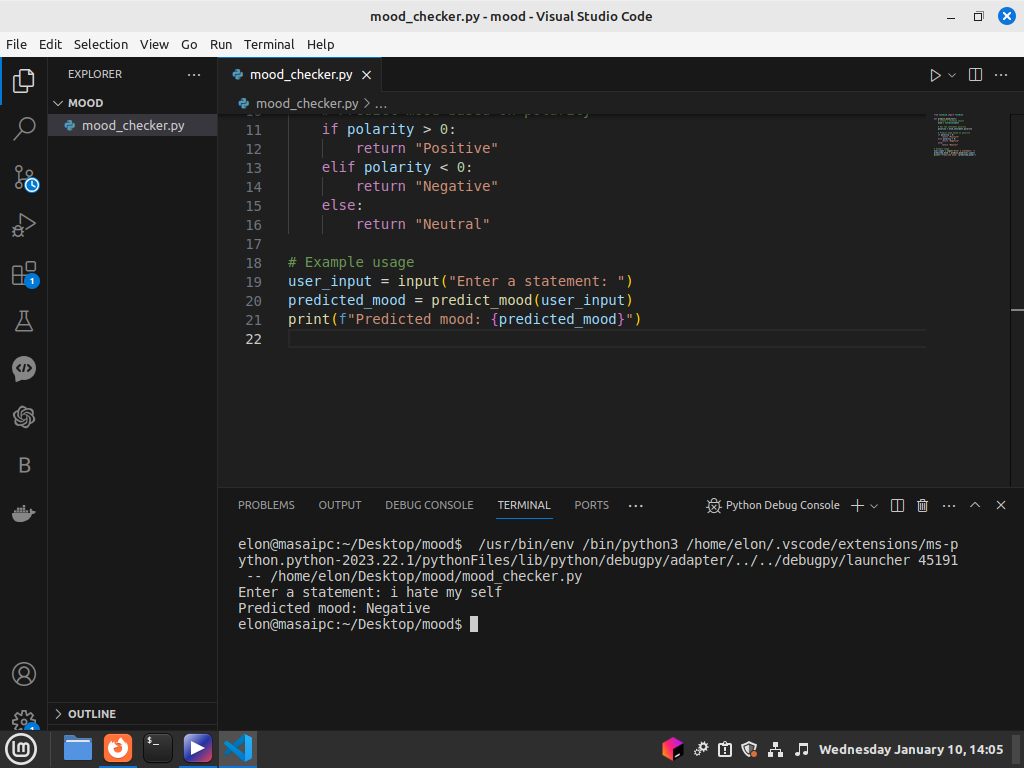 mood_checker.py - mood - Visual Studio Code
File Edit Selection View Go Run Terminal Help
EXPLORER
mood_checker.py
MOOD
mood_checker.py > ...
mood_checker.py
11 if polarity > 0:
12 return "Positive"
13 elif polarity < 0:
14 return "Negative"
15 else:
16 return "Neutral"
17
18 # Example usage
19 user_input = input("Enter a statement: ")
20 predicted_mood = predict_mood(user_input)
21 print(f"Predicted mood: {predicted_mood}")
22
1
B
PROBLEMS OUTPUT DEBUG CONSOLE TERMINAL PORTS Python Debug Console
elon@masaipc:~/Desktop/mood$  /usr/bin/env /bin/python3 /home/elon/.vscode/extensions/ms-p
ython.python-2023.22.1/pythonFiles/lib/python/debugpy/adapter/../../debugpy/launcher 45191
 -- /home/elon/Desktop/mood/mood_checker.py
Enter a statement: i hate my self
Predicted mood: Negative
elon@masaipc:~/Desktop/mood$
OUTLINE
Wednesday January 10, 14:05